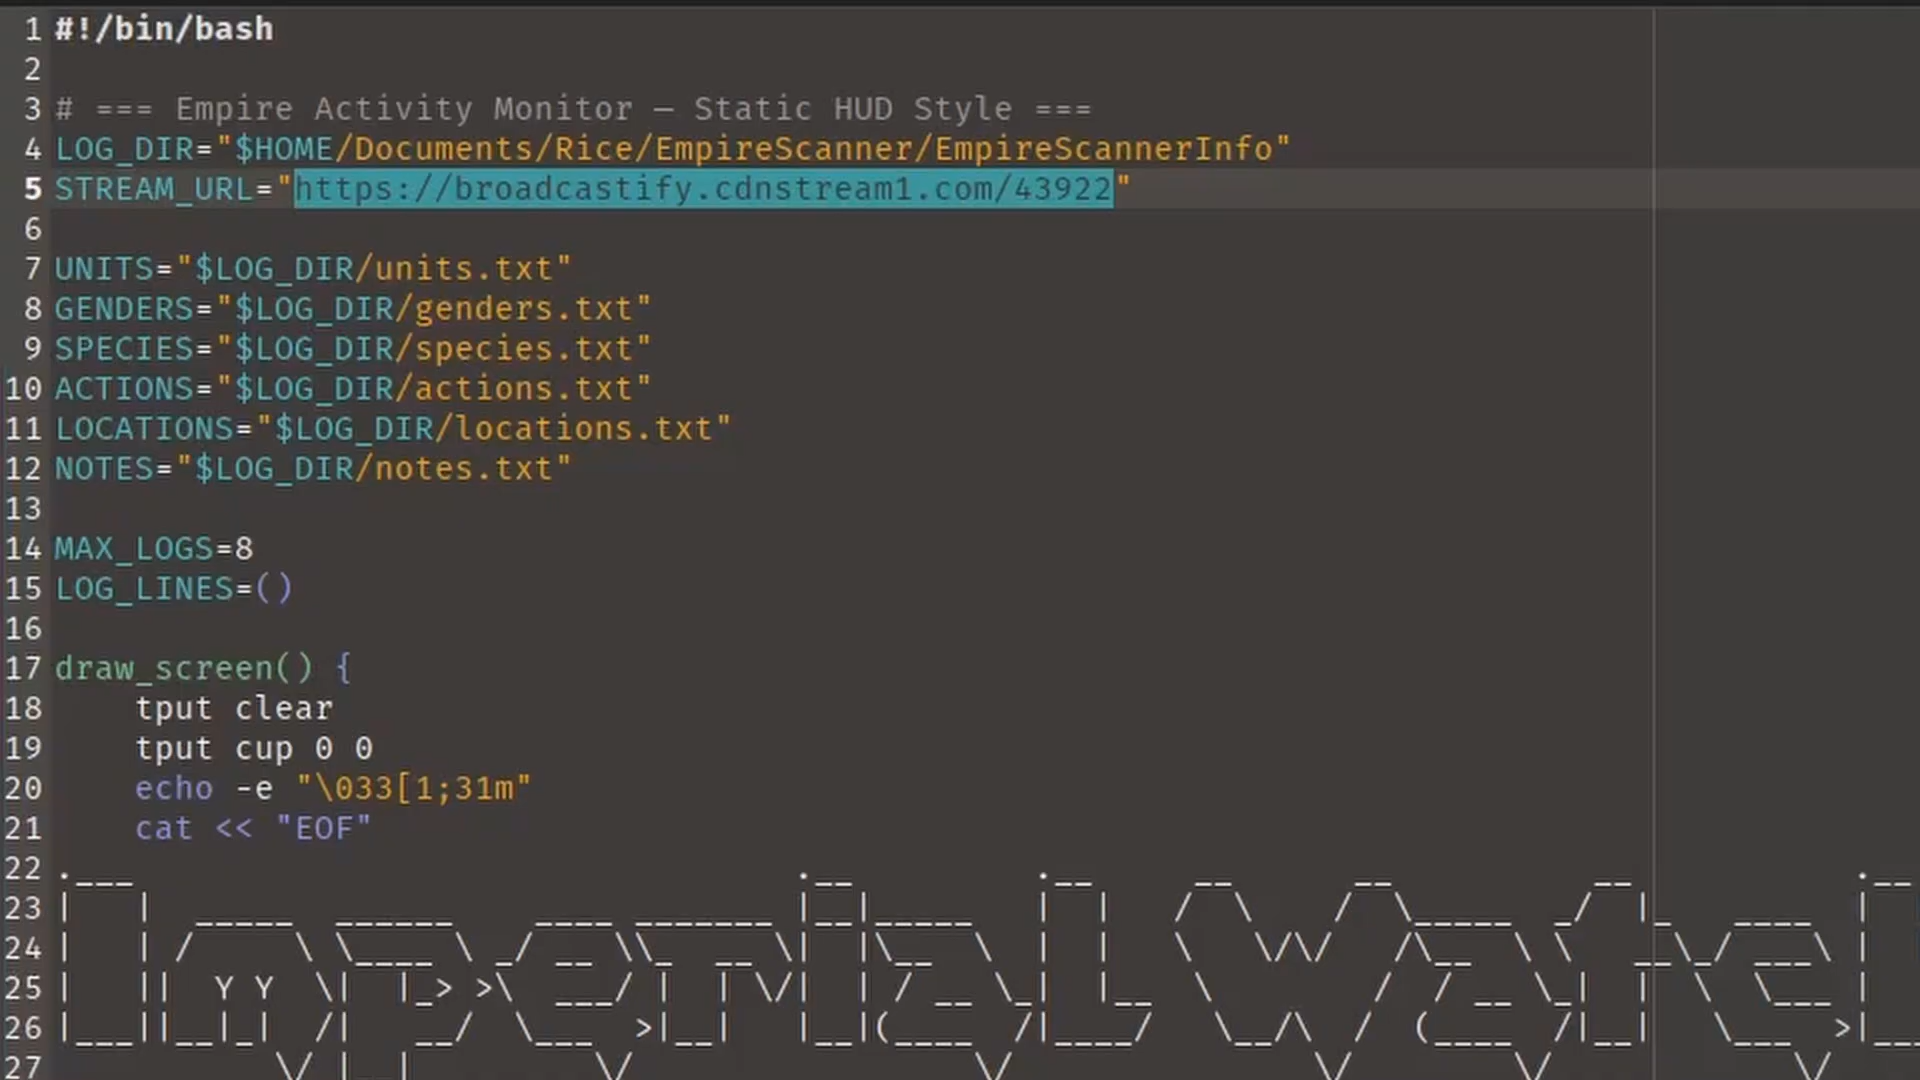 1 #!/bin/bash
2
3 # === Empire Activity Monitor — Static HUD Style ===
4 LOG_DIR="$HOME/Documents/Rice/EmpireScanner/EmpireScannerInfo"
5 STREAM_URL="https://broadcastify.cdnstream1.com/43922"
6
7 UNITS="$LOG_DIR/units.txt"
8 GENDERS="$LOG_DIR/genders.txt"
9 SPECIES="$LOG_DIR/species.txt"
10 ACTIONS="$LOG_DIR/actions.txt"
11 LOCATIONS="$LOG_DIR/locations.txt"
12 NOTES="$LOG_DIR/notes.txt"
13
14 MAX_LOGS=8
15 LOG_LINES=()
16
17 draw_screen() {
18     tput clear
19     tput cup 0 0
20     echo -e "\033[1;31m"
21     cat << "EOF"
22
23
24
25
26
27
Imperial Watch